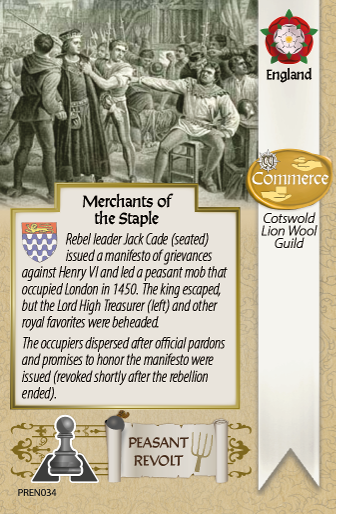 England
Commerce
Cotswold
Lion Wool
Guild
Merchants of
the Staple
Rebel leader Jack Cade (seated)
issued a manifesto of grievances
against Henry VI and led a peasant mob that
occupied London in 1450. The king escaped,
but the Lord High Treasurer (left) and other
royal favorites were beheaded.
The occupiers dispersed after official pardons
and promises to honor the manifesto were
issued (revoked shortly after the rebellion
ended).
PEASANT
REVOLT
PREN034